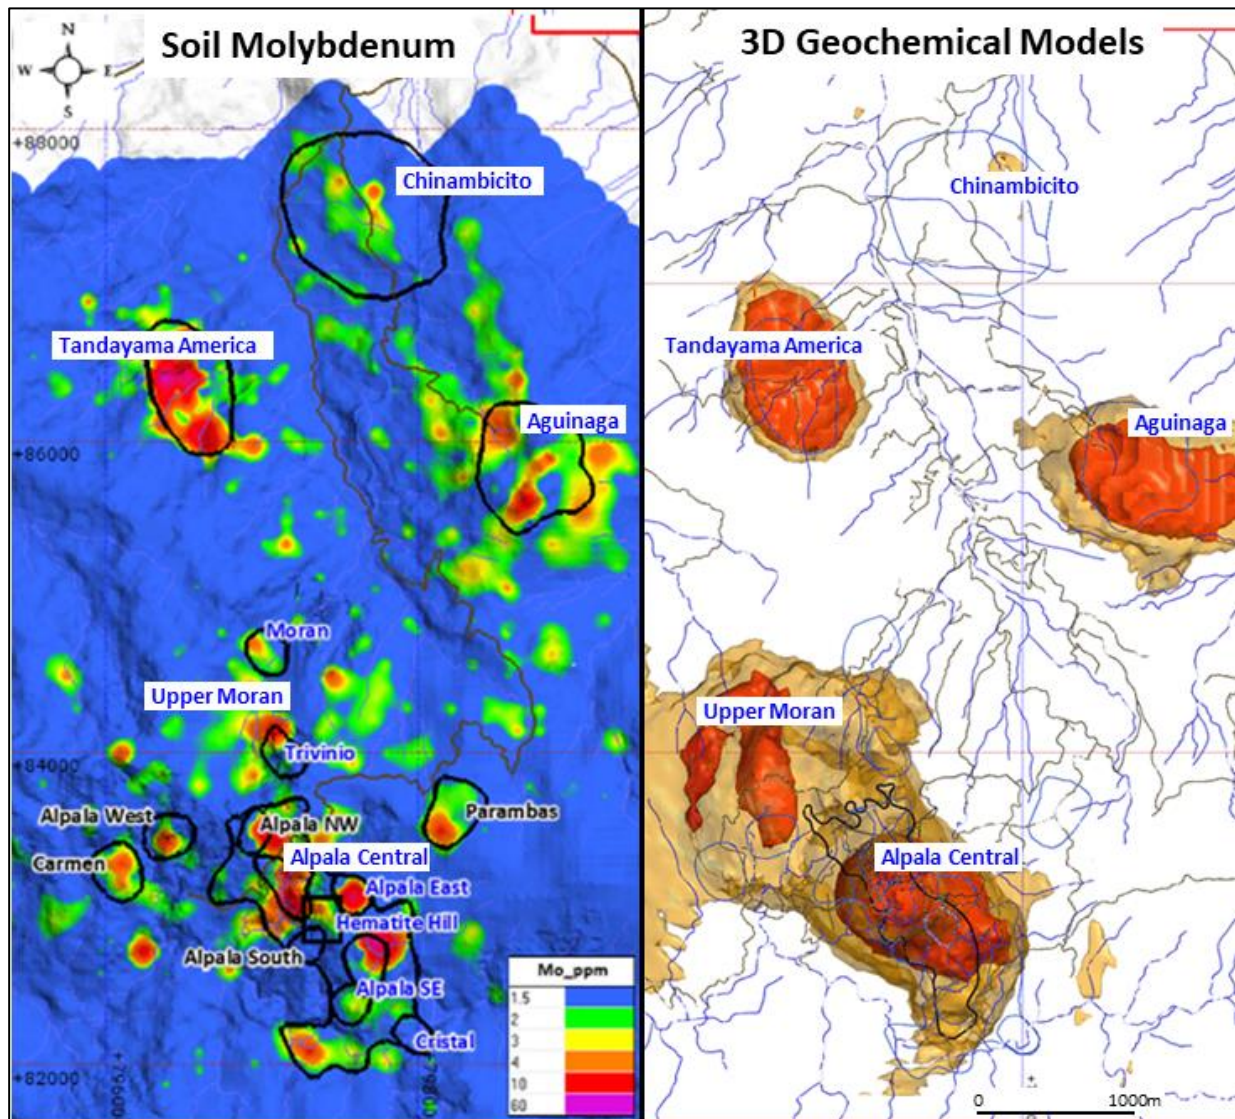 Soil Molybdenum
N
W E
S
+88000
Chinambicito
Tandayama America
Aguinaga
+86000
Moran
Upper Moran
Trivinio
+84000
Alpala West
Alpala NW
Parambas
Carmen
Alpala Central
Alpala East
Hematite Hill
Alpala South
Alpala SE
Cristal
+82000
Mo_ppm
1.5
2
3
4
10
60
3D Geochemical Models
Chinambicito
Tandayama America
Aguinaga
Upper Moran
Alpala Central
0 1000m